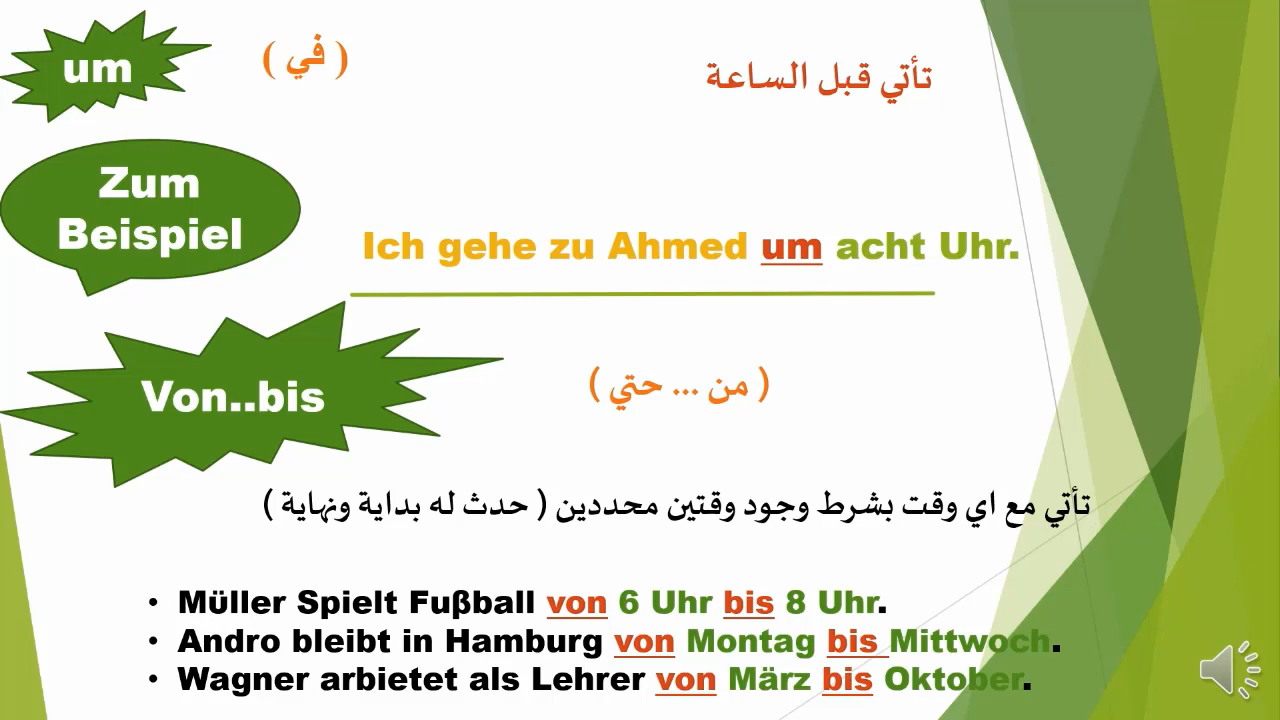 um
( في )
تأتي قبل الساعة
Zum
Beispiel
Ich gehe zu Ahmed um acht Uhr.
Von..bis
( من ... حتي )
تأتي مع اي وقت بشرط وجود وقتين محددين ( حدث له بداية ونهاية )
• Müller Spielt Fuβball von 6 Uhr bis 8 Uhr.
• Andro bleibt in Hamburg von Montag bis Mittwoch.
• Wagner arbietet als Lehrer von März bis Oktober.